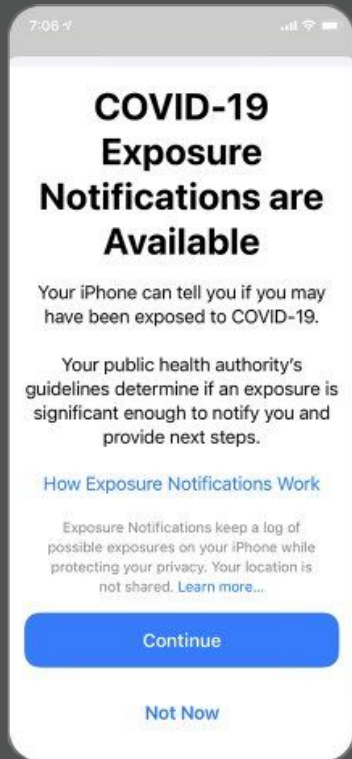 7:06
COVID-19
Exposure
Notifications are
Available
Your iPhone can tell you if you may
have been exposed to COVID-19.
Your public health authority's
guidelines determine if an exposure is
significant enough to notify you and
provide next steps.
How Exposure Notifications Work
Exposure Notifications keep a log of
possible exposures on your iPhone while
protecting your privacy. Your location is
not shared. Learn more...
Continue
Not Now